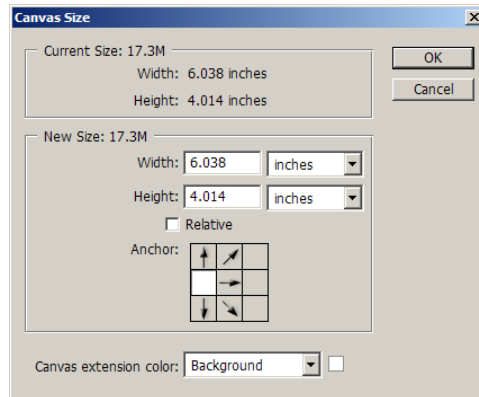 Canvas Size
Current Size: 17.3M
Width: 6.038 inches
Height: 4.014 inches
OK
Cancel
New Size: 17.3M
Width: 6.038 inches
Height: 4.014 inches
Relative
Anchor:
Canvas extension color: Background